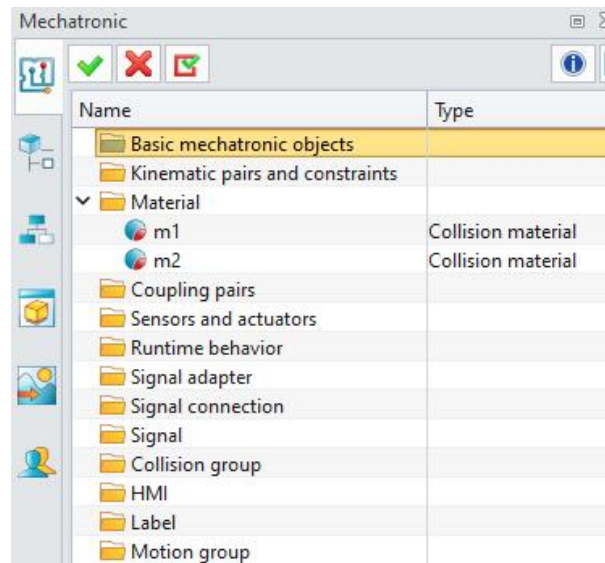 Mechatronic
Name Type
Basic mechatronic objects
Kinematic pairs and constraints
Material
m1 Collision material
m2 Collision material
Coupling pairs
Sensors and actuators
Runtime behavior
Signal adapter
Signal connection
Signal
Collision group
HMI
Label
Motion group